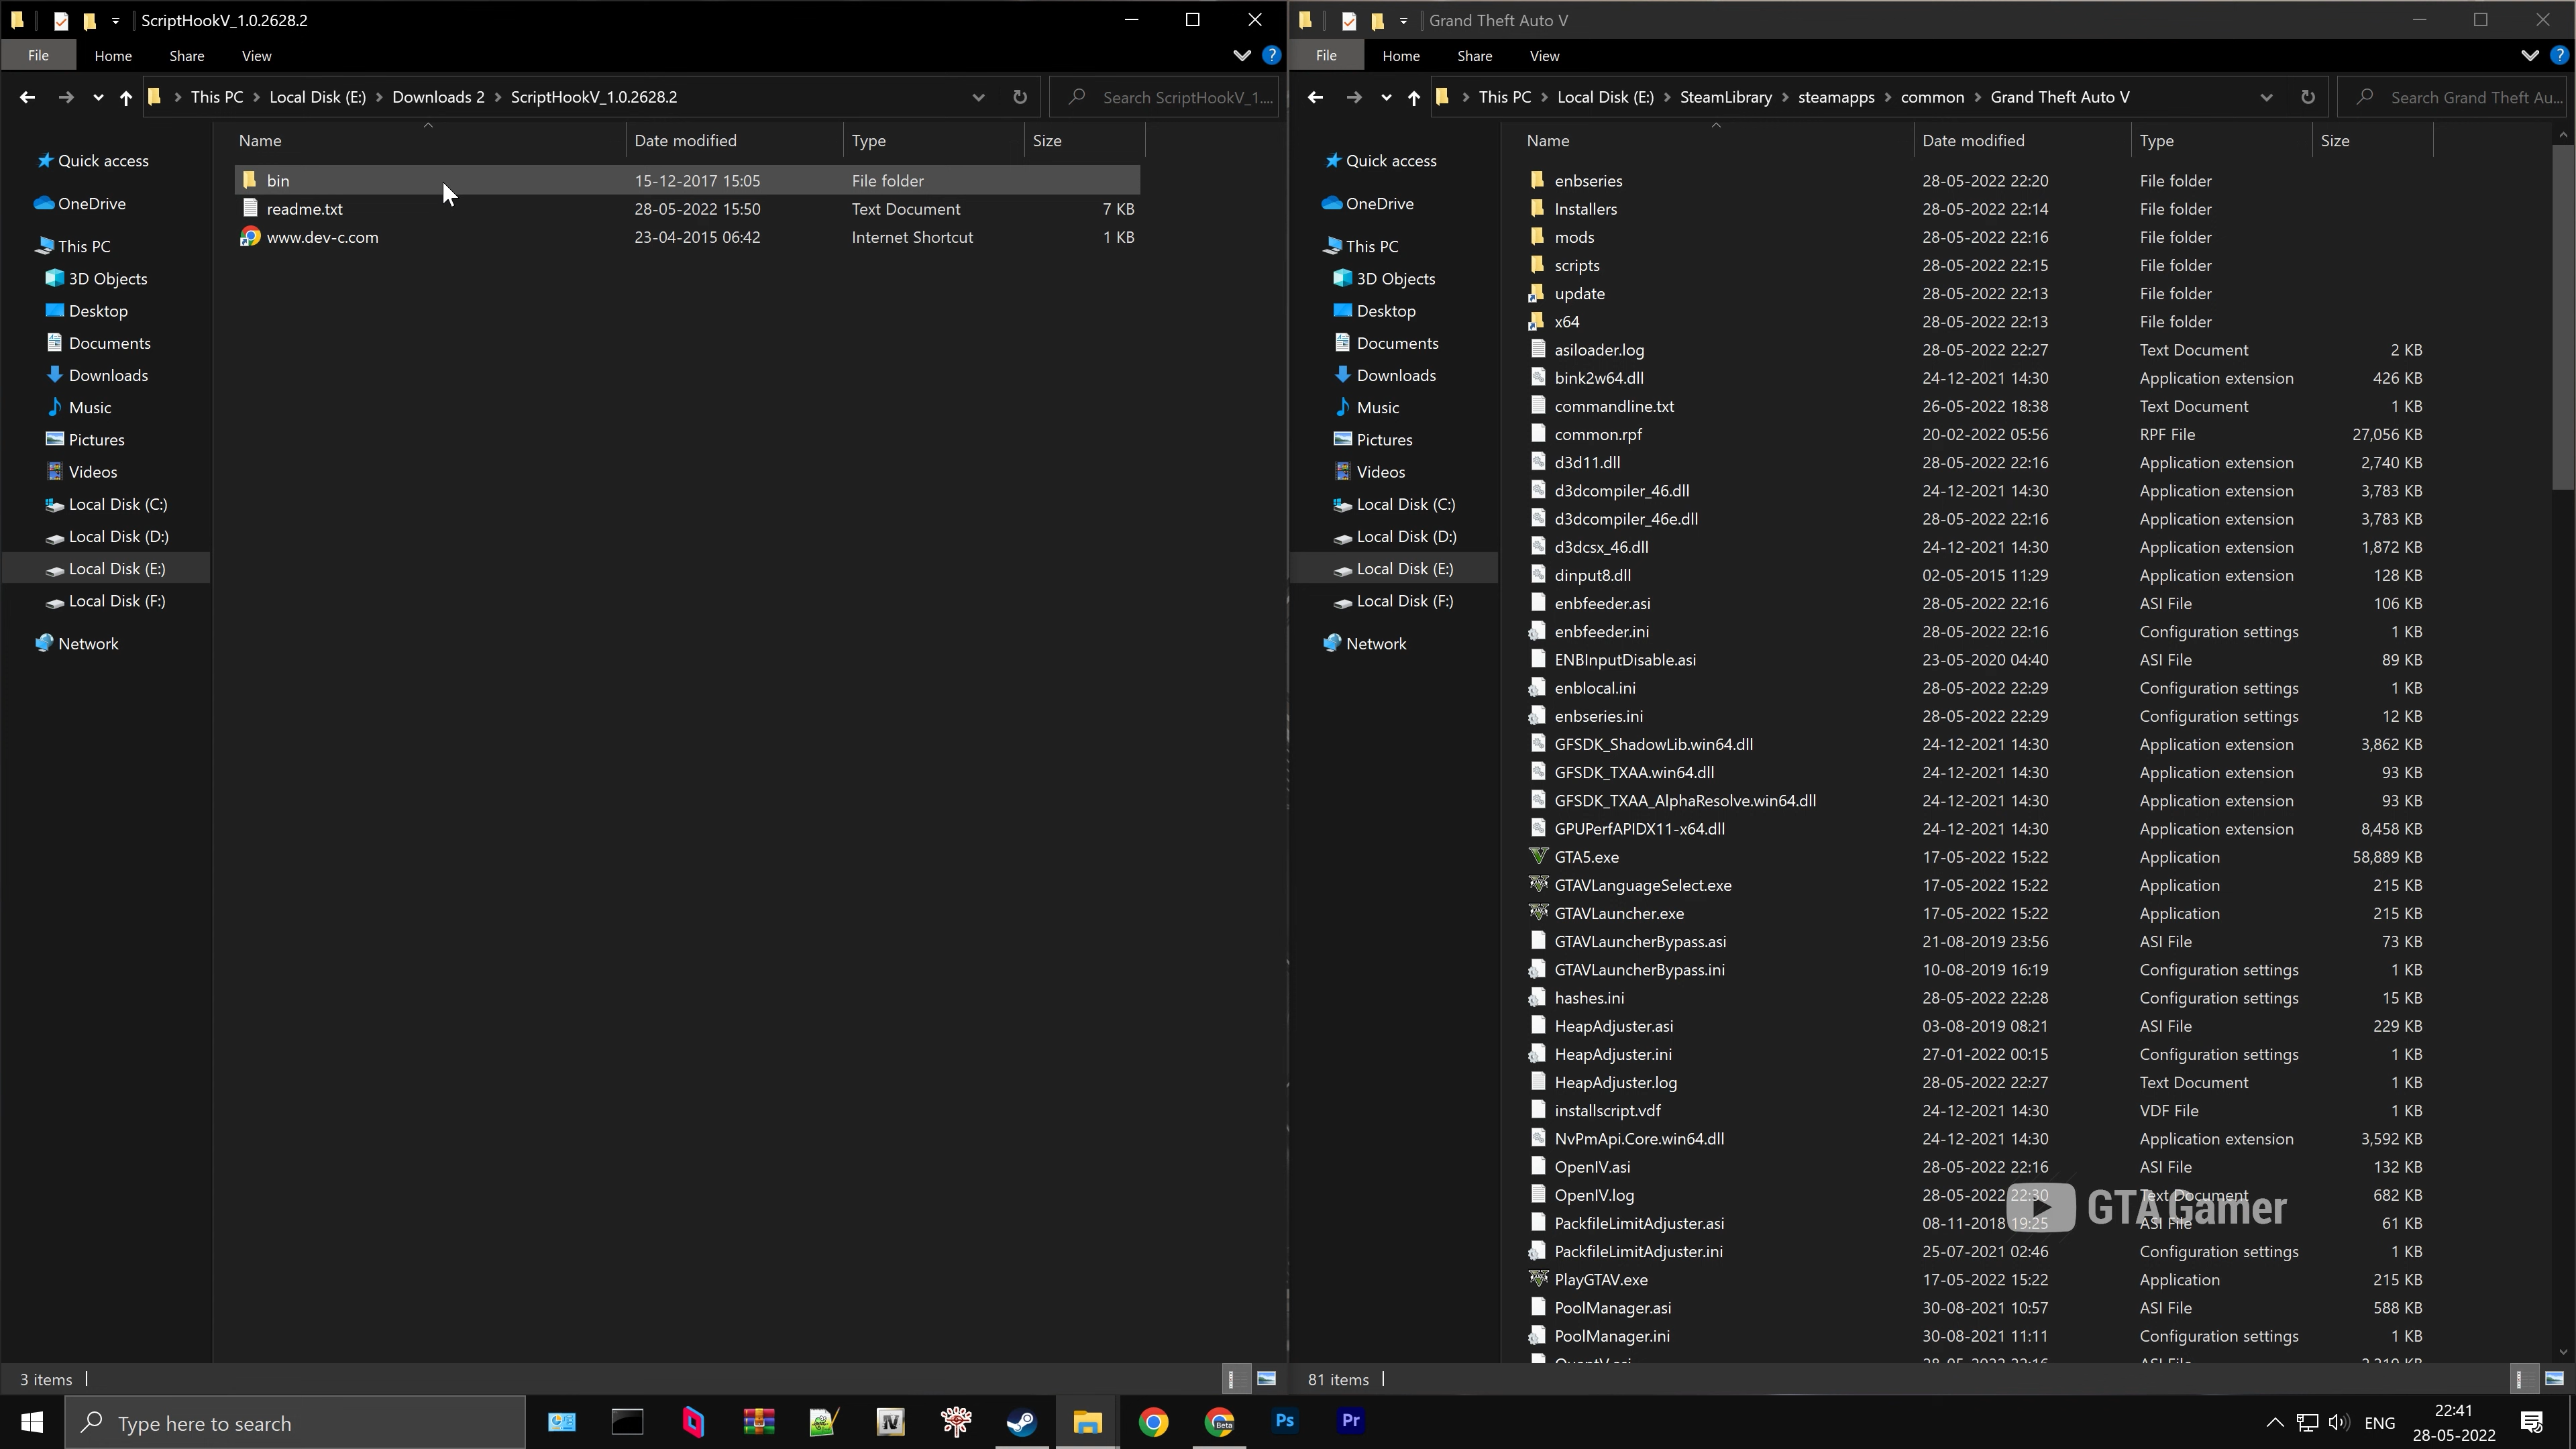 ScriptHookV_1.0.2628.2
File Home Share View
This PC Local Disk (E:) Downloads 2 ScriptHookV_1.0.2628.2 Search ScriptHookV_1....
Quick access
OneDrive
This PC
3D Objects
Desktop
Documents
Downloads
Music
Pictures
Videos
Local Disk (C:)
Local Disk (D:)
Local Disk (E:)
Local Disk (F:)
Network
Name Date modified Type Size
bin 15-12-2017 15:05 File folder
readme.txt 28-05-2022 15:50 Text Document 7 KB
www.dev-c.com 23-04-2015 06:42 Internet Shortcut 1 KB
3 items
Grand Theft Auto V
File Home Share View
This PC Local Disk (E:) SteamLibrary steamapps common Grand Theft Auto V Search Grand Theft Au...
Quick access
OneDrive
This PC
3D Objects
Desktop
Documents
Downloads
Music
Pictures
Videos
Local Disk (C:)
Local Disk (D:)
Local Disk (E:)
Local Disk (F:)
Network
Name Date modified Type Size
enbseries 28-05-2022 22:20 File folder
Installers 28-05-2022 22:14 File folder
mods 28-05-2022 22:16 File folder
scripts 28-05-2022 22:15 File folder
update 28-05-2022 22:13 File folder
x64 28-05-2022 22:13 File folder
asiloader.log 28-05-2022 22:27 Text Document 2 KB
bink2w64.dll 24-12-2021 14:30 Application extension 426 KB
commandline.txt 26-05-2022 18:38 Text Document 1 KB
common.rpf 20-02-2022 05:56 RPF File 27,056 KB
d3d11.dll 28-05-2022 22:16 Application extension 2,740 KB
d3dcompiler_46.dll 24-12-2021 14:30 Application extension 3,783 KB
d3dcompiler_46e.dll 28-05-2022 22:16 Application extension 3,783 KB
d3dcsx_46.dll 24-12-2021 14:30 Application extension 1,872 KB
dinput8.dll 02-05-2015 11:29 Application extension 128 KB
enbfeeder.asi 28-05-2022 22:16 ASI File 106 KB
enbfeeder.ini 28-05-2022 22:16 Configuration settings 1 KB
ENBInputDisable.asi 23-05-2020 04:40 ASI File 89 KB
enblocal.ini 28-05-2022 22:29 Configuration settings 1 KB
enbseries.ini 28-05-2022 22:29 Configuration settings 12 KB
GFSDK_ShadowLib.win64.dll 24-12-2021 14:30 Application extension 3,862 KB
GFSDK_TXAA.win64.dll 24-12-2021 14:30 Application extension 93 KB
GFSDK_TXAA_AlphaResolve.win64.dll 24-12-2021 14:30 Application extension 93 KB
GPUPerfAPIDX11-x64.dll 24-12-2021 14:30 Application extension 8,458 KB
GTA5.exe 17-05-2022 15:22 Application 58,889 KB
GTAVLanguageSelect.exe 17-05-2022 15:22 Application 215 KB
GTAVLauncher.exe 17-05-2022 15:22 Application 215 KB
GTAVLauncherBypass.asi 21-08-2019 23:56 ASI File 73 KB
GTAVLauncherBypass.ini 10-08-2019 16:19 Configuration settings 1 KB
hashes.ini 28-05-2022 22:28 Configuration settings 15 KB
HeapAdjuster.asi 03-08-2019 08:21 ASI File 229 KB
HeapAdjuster.ini 27-01-2022 00:15 Configuration settings 1 KB
HeapAdjuster.log 28-05-2022 22:27 Text Document 1 KB
installscript.vdf 24-12-2021 14:30 VDF File 1 KB
NvPmApi.Core.win64.dll 24-12-2021 14:30 Application extension 3,592 KB
OpenIV.asi 28-05-2022 22:16 ASI File 132 KB
OpenIV.log 28-05-2022 22:30 Text Document 682 KB
GTA Gamer
PackfileLimitAdjuster.asi 08-11-2018 19:25 ASI File 61 KB
PackfileLimitAdjuster.ini 25-07-2021 02:46 Configuration settings 1 KB
PlayGTAV.exe 17-05-2022 15:22 Application 215 KB
PoolManager.asi 30-08-2021 10:57 ASI File 588 KB
PoolManager.ini 30-08-2021 11:11 Configuration settings 1 KB
81 items
Type here to search
IV
Beta
Ps
Pr
ENG
22:41
28-05-2022